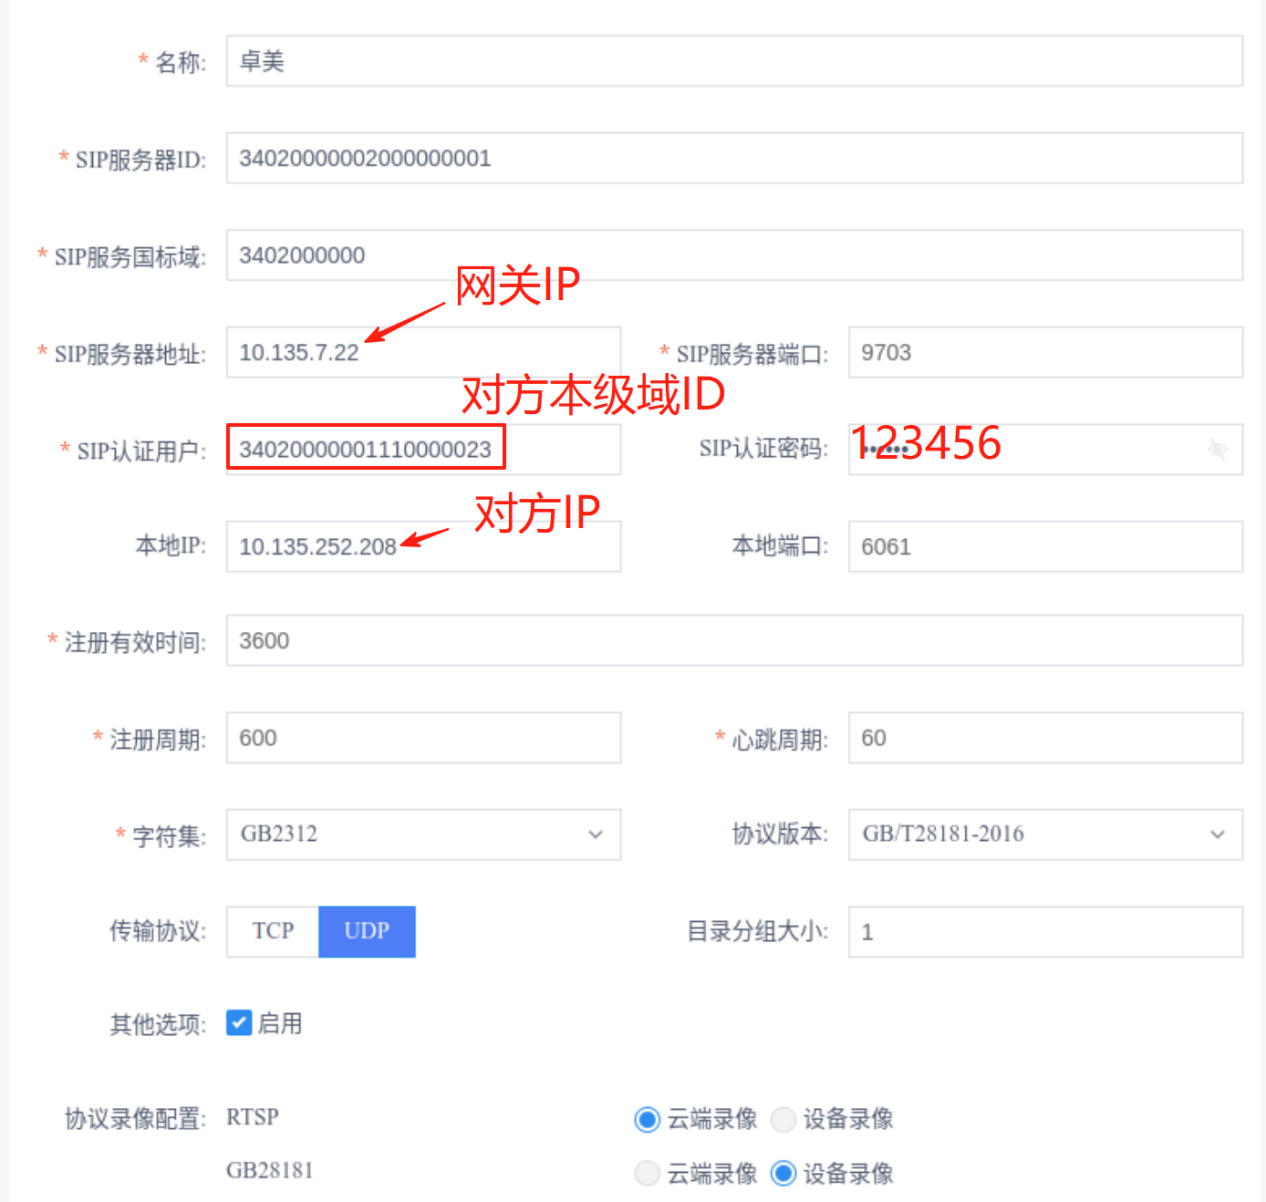 * 名称: 卓美
* SIP服务器ID: 34020000002000000001
* SIP服务国标域: 3402000000
网关IP
* SIP服务器地址: 10.135.7.22 * SIP服务器端口: 9703
对方本级域ID
* SIP认证用户: 34020000001110000023 SIP认证密码: 123456
对方IP
本地IP: 10.135.252.208 本地端口: 6061
* 注册有效时间: 3600
* 注册周期: 600 * 心跳周期: 60
* 字符集: GB2312 协议版本: GB/T28181-2016
传输协议: TCP UDP 目录分组大小: 1
其他选项: 启用
协议录像配置: RTSP 云端录像 设备录像
GB28181 云端录像 设备录像